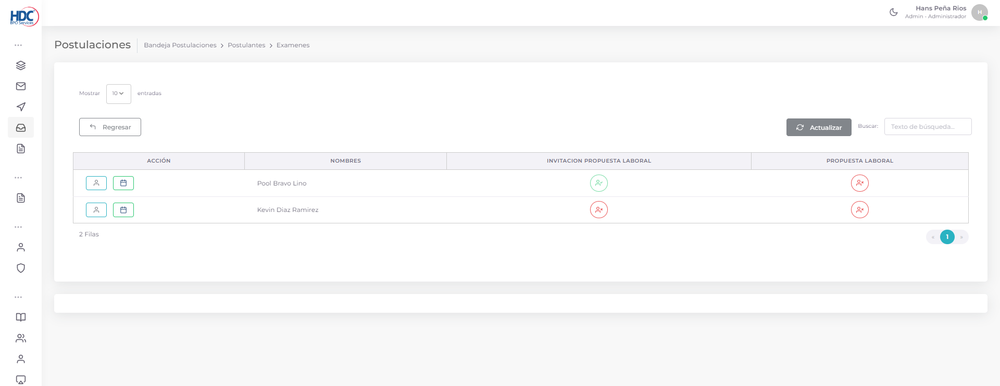 HDC
BPO Services
Hans Peña Rios
Admin - Administrador
H
Postulaciones
Bandeja Postulaciones > Postulantes > Examenes
Mostrar 10 entradas
Regresar
Actualizar
Buscar: Texto de búsqueda...
ACCIÓN NOMBRES INVITACION PROPUESTA LABORAL PROPUESTA LABORAL
Pool Bravo Lino
Kevin Diaz Ramirez
2 Filas
« 1 »